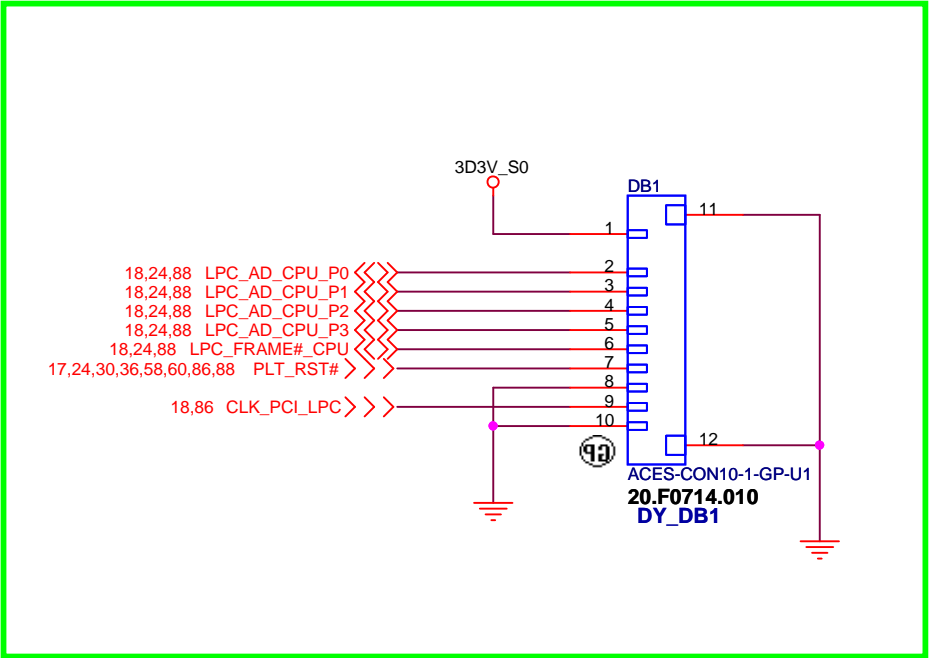 3D3V_S0
DB1
11
1
18,24,88 LPC_AD_CPU_P0 2
18,24,88 LPC_AD_CPU_P1 3
18,24,88 LPC_AD_CPU_P2 4
18,24,88 LPC_AD_CPU_P3 5
18,24,88 LPC_FRAME#_CPU 6
17,24,30,36,58,60,86,88 PLT_RST# 7
8
18,86 CLK_PCI_LPC 9
10
12
GP
ACES-CON10-1-GP-U1
20.F0714.010
DY_DB1